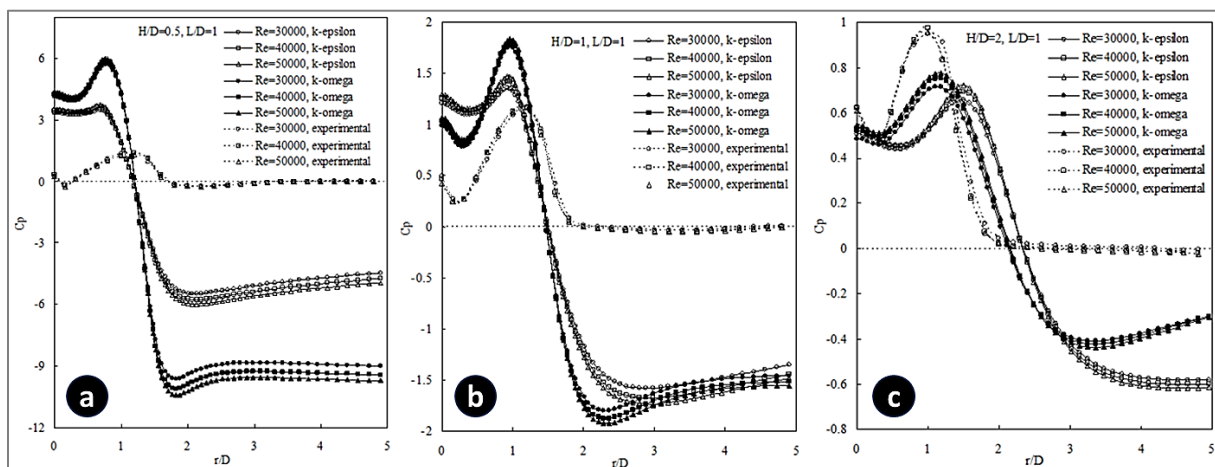 H/D=0.5, L/D=1
Re=30000, k-epsilon
Re=40000, k-epsilon
Re=50000, k-epsilon
Re=30000, k-omega
Re=40000, k-omega
Re=50000, k-omega
Re=30000, experimental
Re=40000, experimental
Re=50000, experimental
6
3
0
-3
-6
-9
-12
Cp
0 1 2 3 4 5
r/D
a
H/D=1, L/D=1
Re=30000, k-epsilon
Re=40000, k-epsilon
Re=50000, k-epsilon
Re=30000, k-omega
Re=40000, k-omega
Re=50000, k-omega
Re=30000, experimental
Re=40000, experimental
Re=50000, experimental
2
1.5
1
0.5
0
-0.5
-1
-1.5
-2
Cp
0 1 2 3 4 5
r/D
b
H/D=2, L/D=1
Re=30000, k-epsilon
Re=40000, k-epsilon
Re=50000, k-epsilon
Re=30000, k-omega
Re=40000, k-omega
Re=50000, k-omega
Re=30000, experimental
Re=40000, experimental
Re=50000, experimental
1
0.8
0.6
0.4
0.2
0
-0.2
-0.4
-0.6
-0.8
Cp
0 1 2 3 4 5
r/D
c